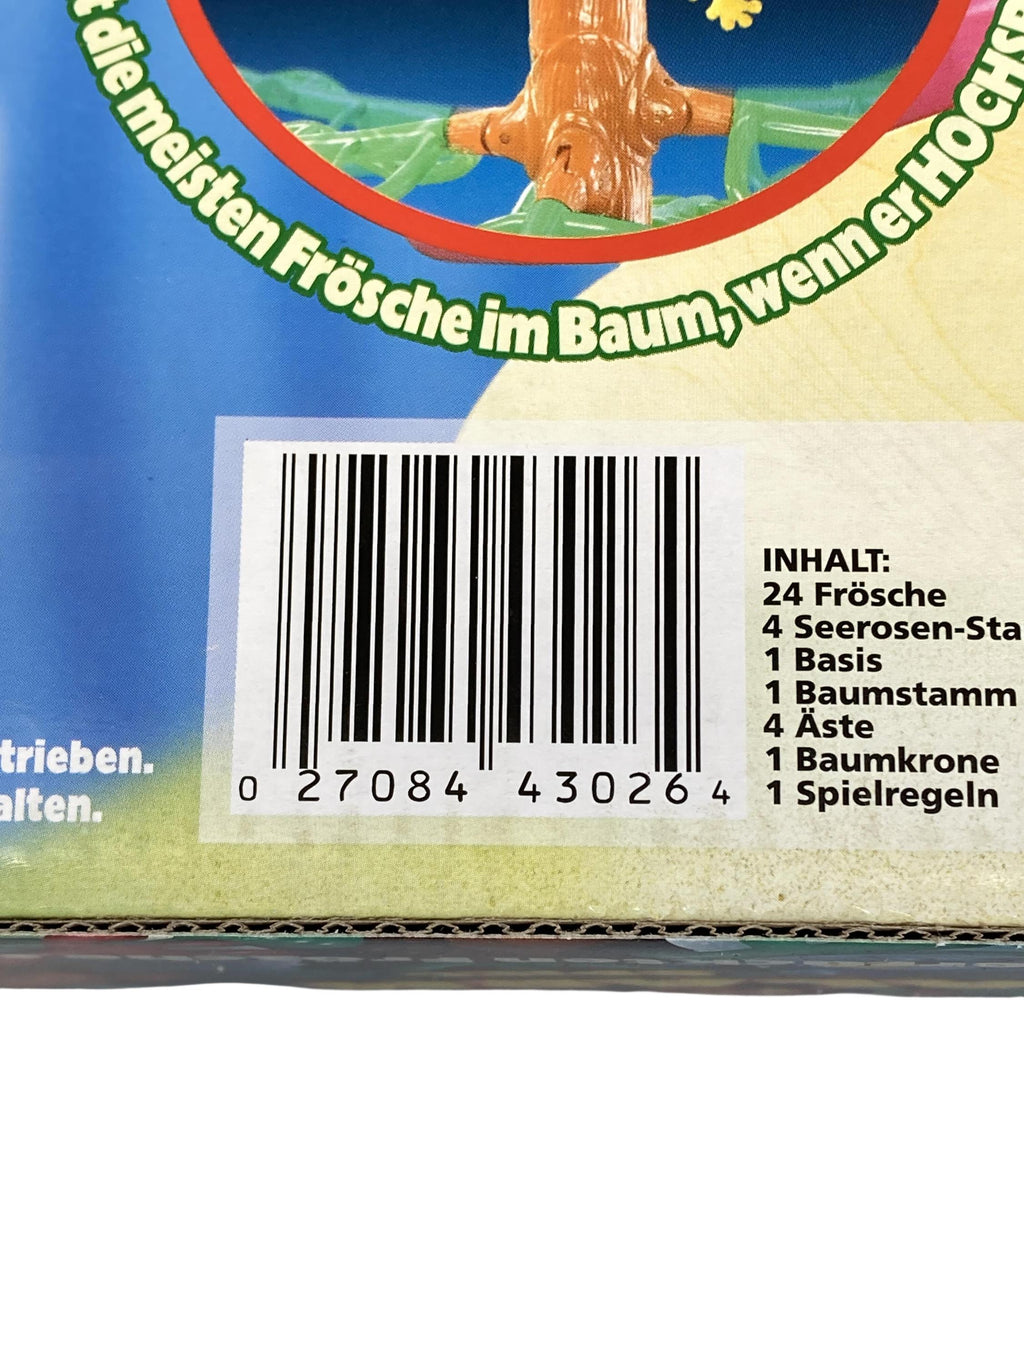 die meisten Frösche im Baum, wenn er
trieben.
alten.
0 27084 43026 4
INHALT:
24 Frösche
4 Seerosen-Sta
1 Basis
1 Baumstamm
4 Äste
1 Baumkrone
1 Spielregeln